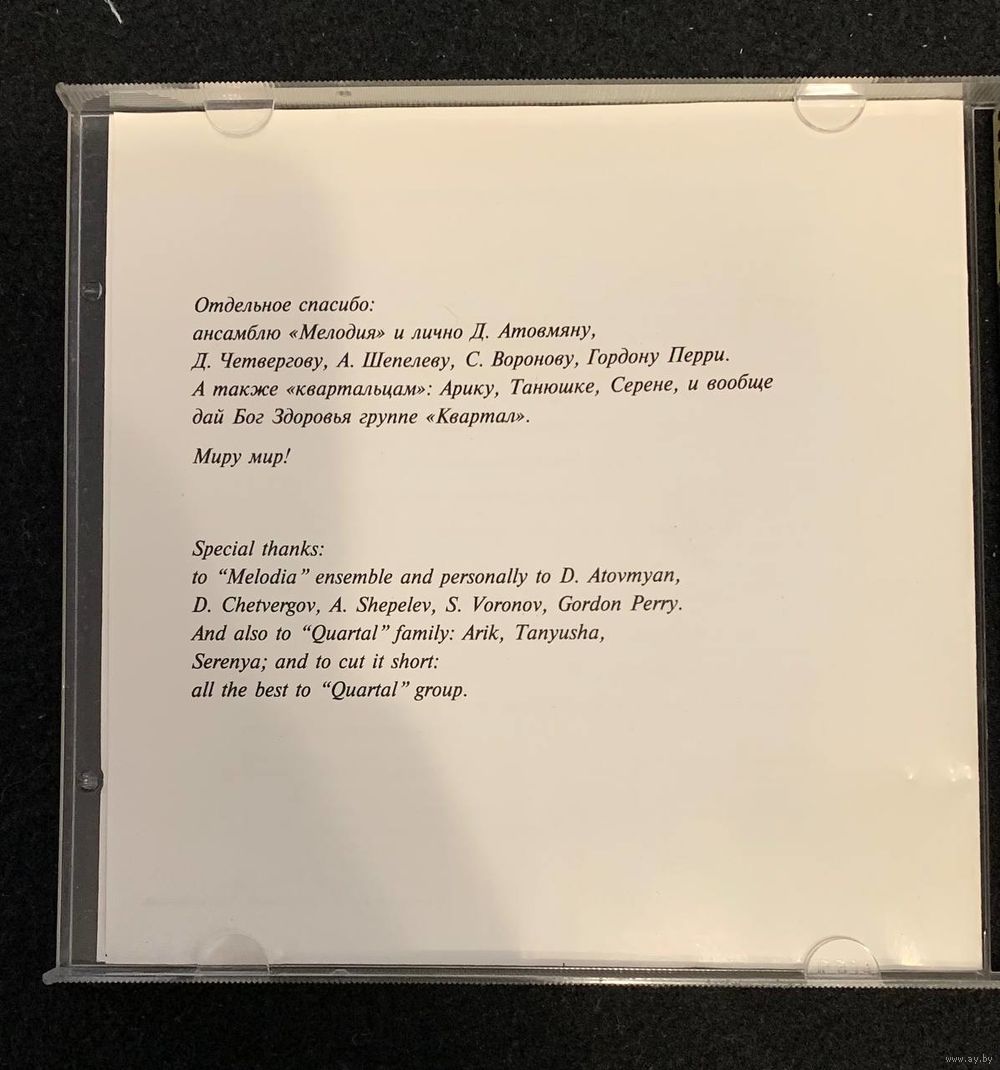 Отдельное спасибо:
ансамблю «Мелодия» и лично Д. Атовмяну,
Д. Четвергову, А. Шепелеву, С. Воронову, Гордону Перри.
А также «квартальцам»: Арику, Танюшке, Серене, и вообще
дай Бог Здоровья группе «Квартал».
Миру мир!
Special thanks:
to “Melodia” ensemble and personally to D. Atovmyan,
D. Chetvergov, A. Shepelev, S. Voronov, Gordon Perry.
And also to “Quartal” family: Arik, Tanyusha,
Serenya; and to cut it short:
all the best to “Quartal” group.
www.ay.by